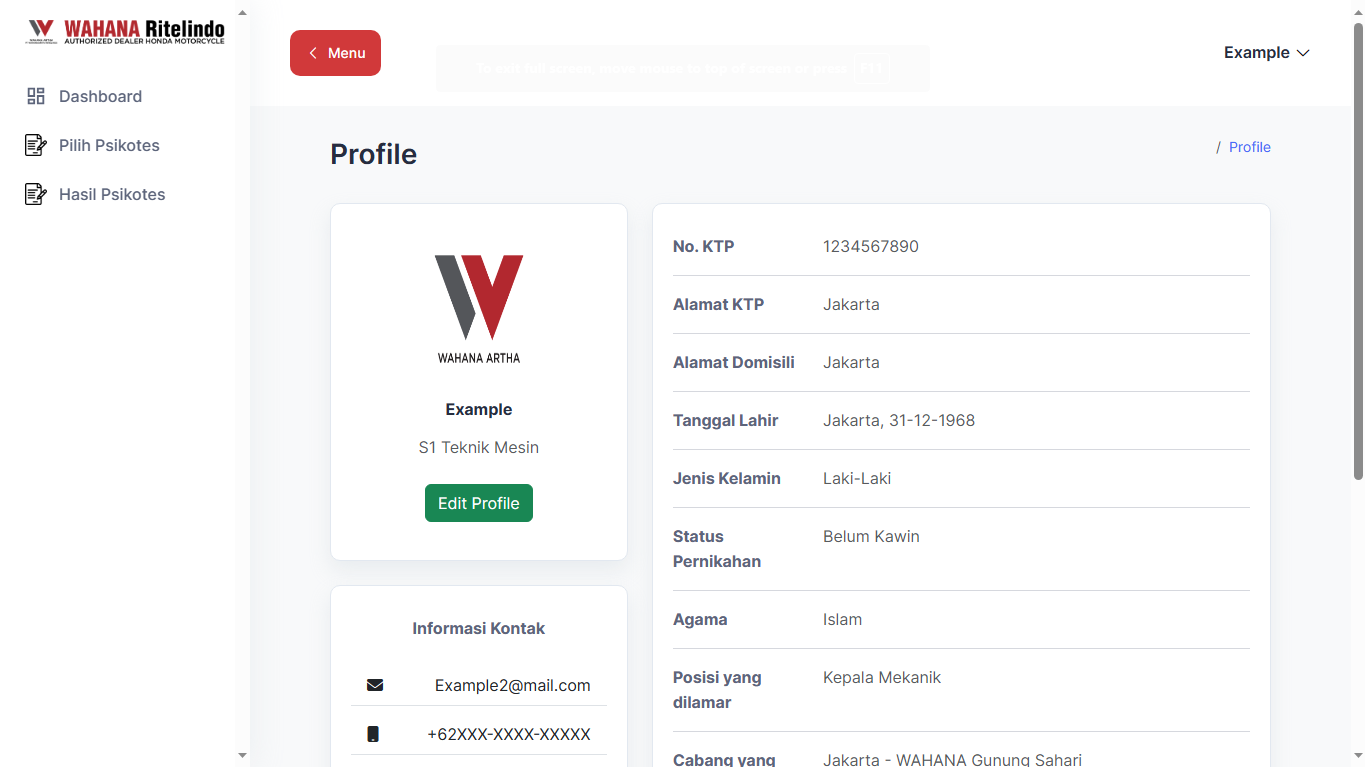 WAHANA Ritelindo
AUTHORIZED DEALER HONDA MOTORCYCLE
Dashboard
Pilih Psikotes
Hasil Psikotes
Menu
Example
Profile
/ Profile
WAHANA ARTHA
Example
S1 Teknik Mesin
Edit Profile
Informasi Kontak
Example2@mail.com
+62XXX-XXXX-XXXXX
No. KTP 1234567890
Alamat KTP Jakarta
Alamat Domisili Jakarta
Tanggal Lahir Jakarta, 31-12-1968
Jenis Kelamin Laki-Laki
Status Belum Kawin
Pernikahan
Agama Islam
Posisi yang Kepala Mekanik
dilamar
Cabang yang Jakarta - WAHANA Gunung Sahari